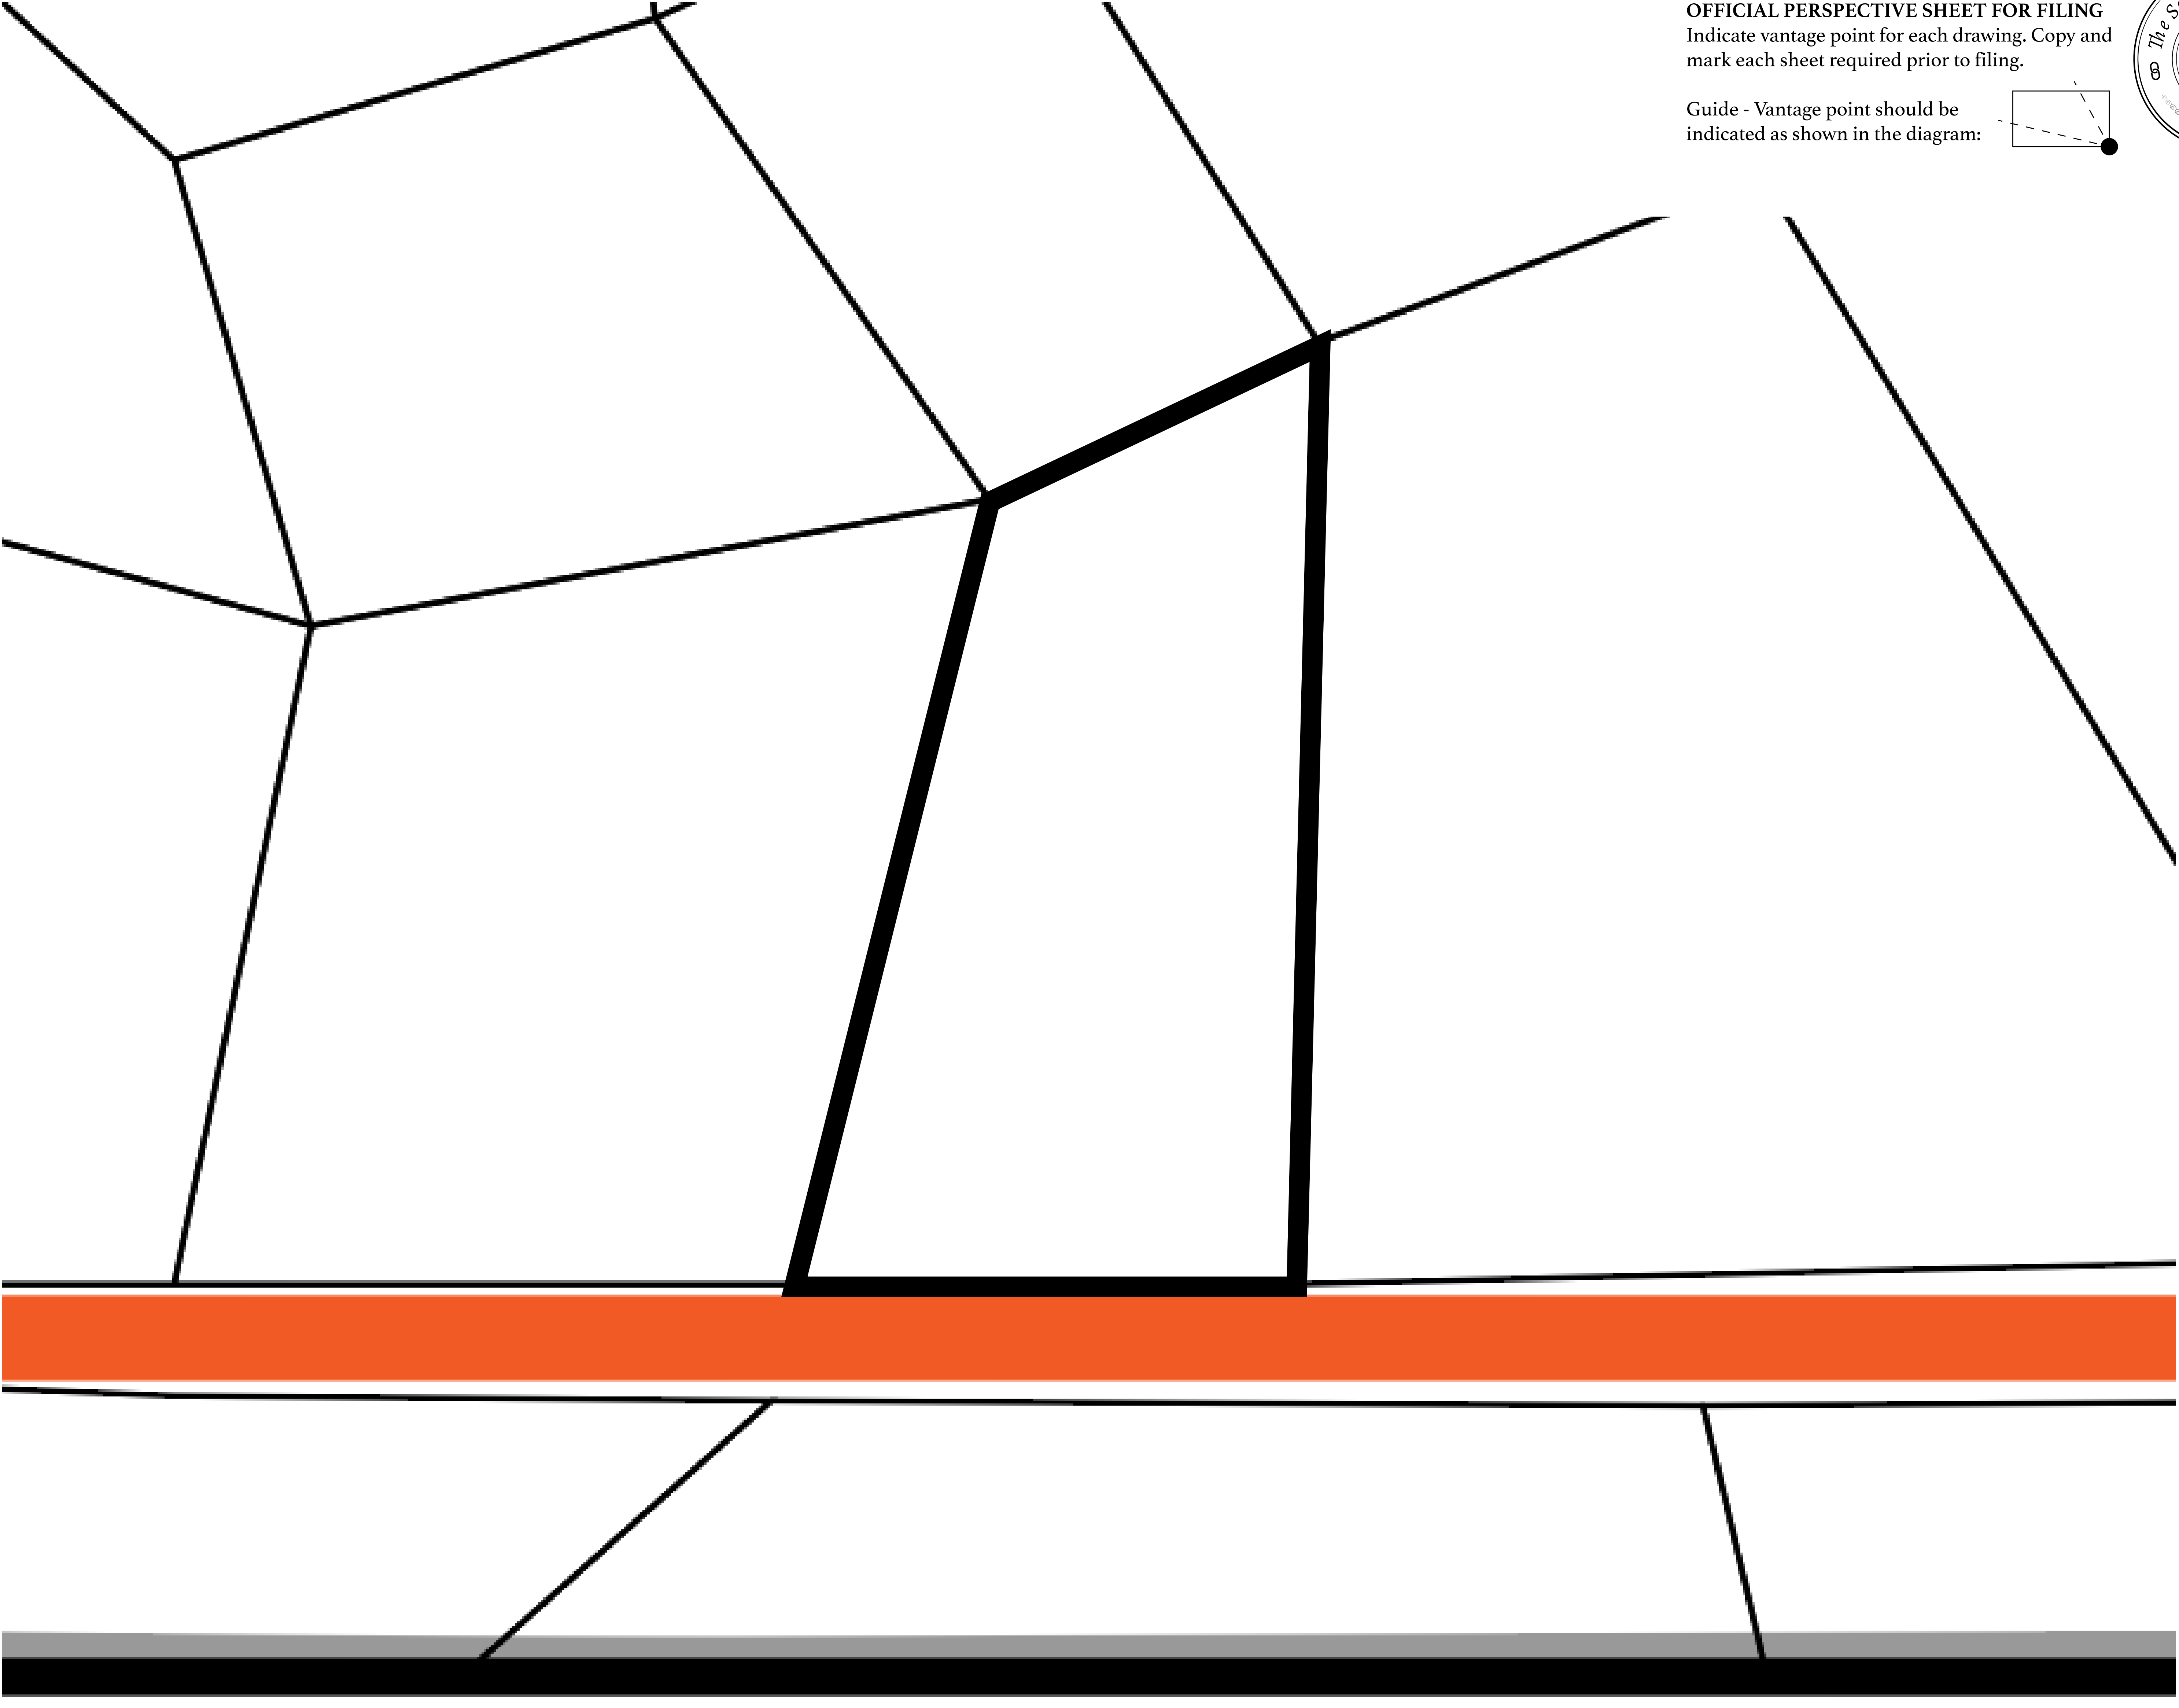 OFFICIAL PERSPECTIVE SHEET FOR FILING
Indicate vantage point for each drawing. Copy and
mark each sheet required prior to filing.
Guide - Vantage point should be
indicated as shown in the diagram:
The